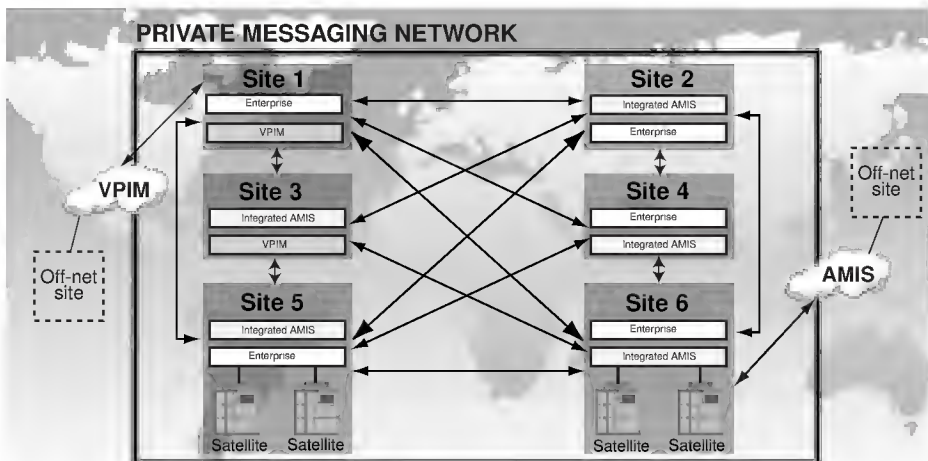 PRIVATE MESSAGING NETWORK
Site 1
Enterprise
VPIM
Site 2
Integrated AMIS
Enterprise
VPIM
Off-net
site
Site 3
Integrated AMIS
VPIM
Site 4
Enterprise
Integrated AMIS
Off-net
site
AMIS
Site 5
Integrated AMIS
Enterprise
Satellite
Satellite
Site 6
Enterprise
Integrated AMIS
Satellite
Satellite